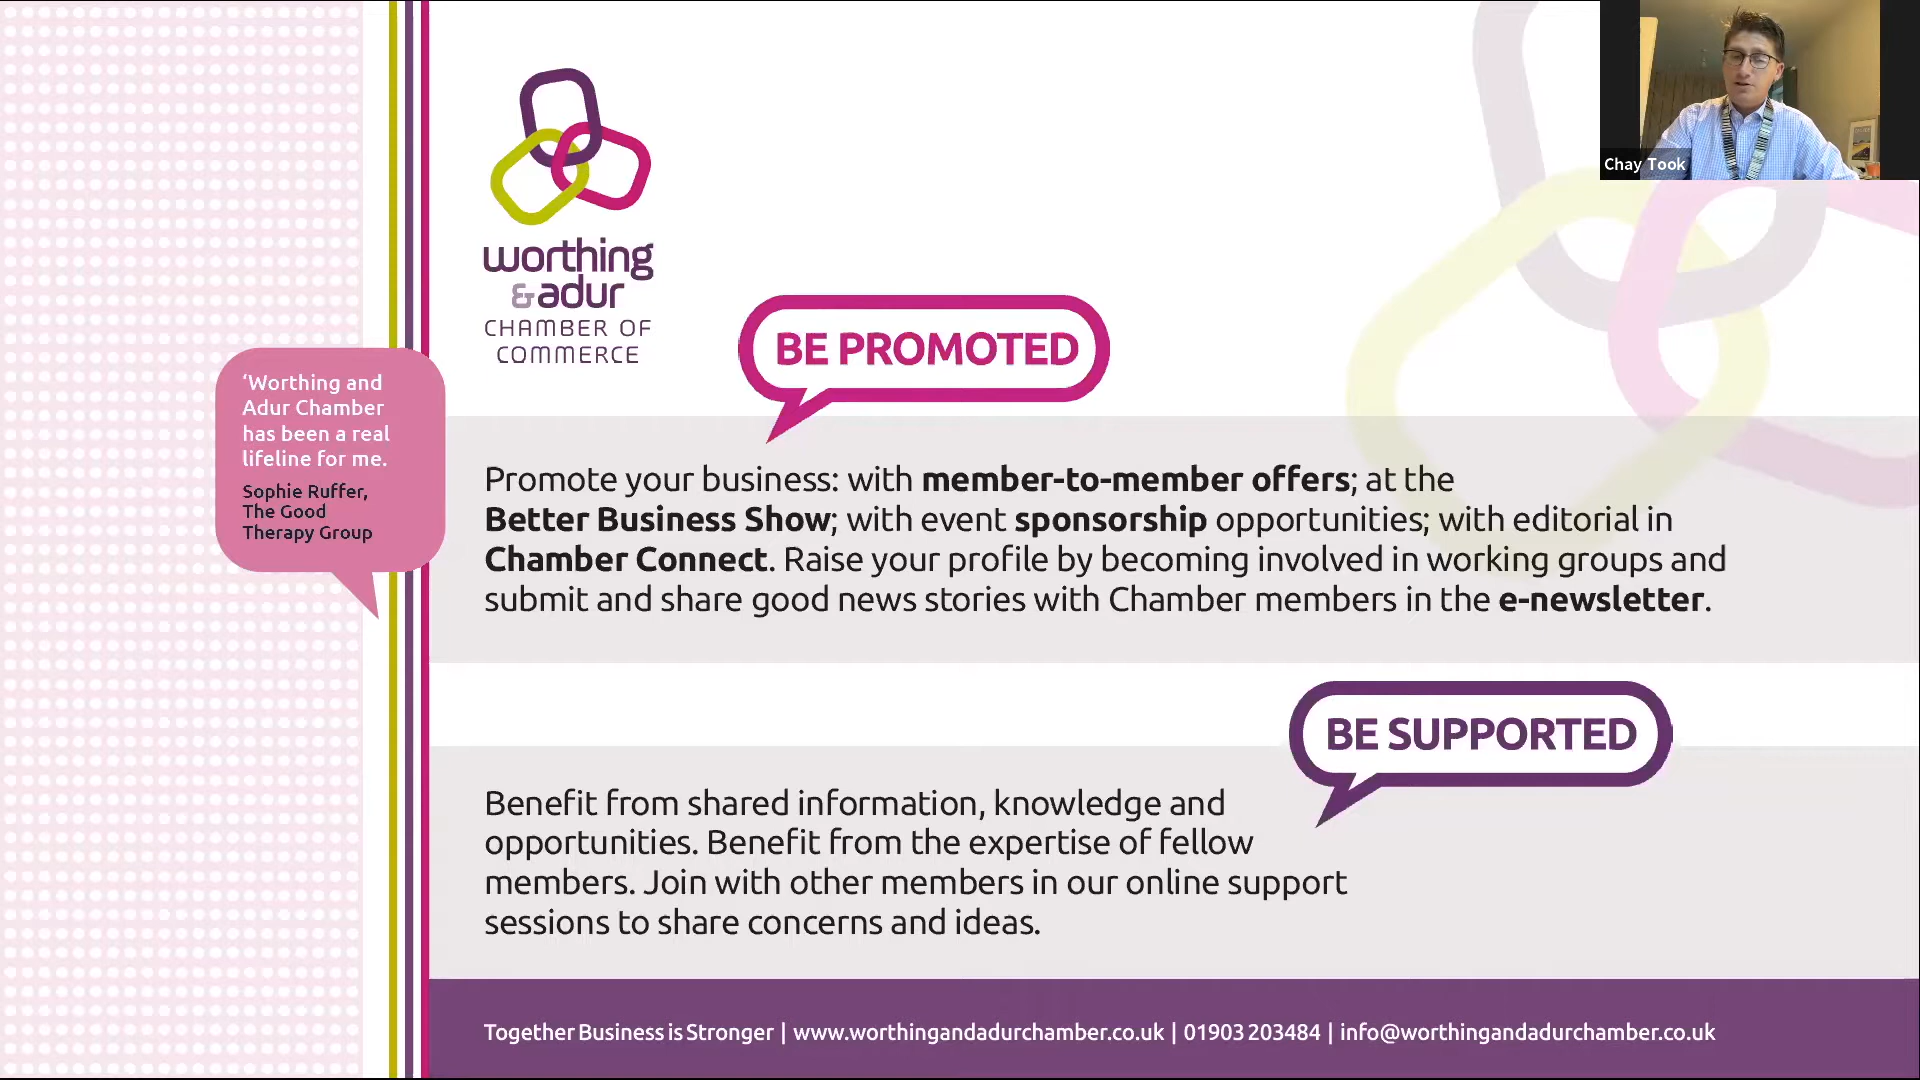 Chay Took
worthing
&adur
CHAMBER OF
COMMERCE
BE PROMOTED
‘Worthing and
Adur Chamber
has been a real
lifeline for me.
Sophie Ruffer,
The Good
Therapy Group
Promote your business: with member-to-member offers; at the
Better Business Show; with event sponsorship opportunities; with editorial in
Chamber Connect. Raise your profile by becoming involved in working groups and
submit and share good news stories with Chamber members in the e-newsletter.
BE SUPPORTED
Benefit from shared information, knowledge and
opportunities. Benefit from the expertise of fellow
members. Join with other members in our online support
sessions to share concerns and ideas.
Together Business is Stronger | www.worthingandadurchamber.co.uk | 01903 203484 | info@worthingandadurchamber.co.uk